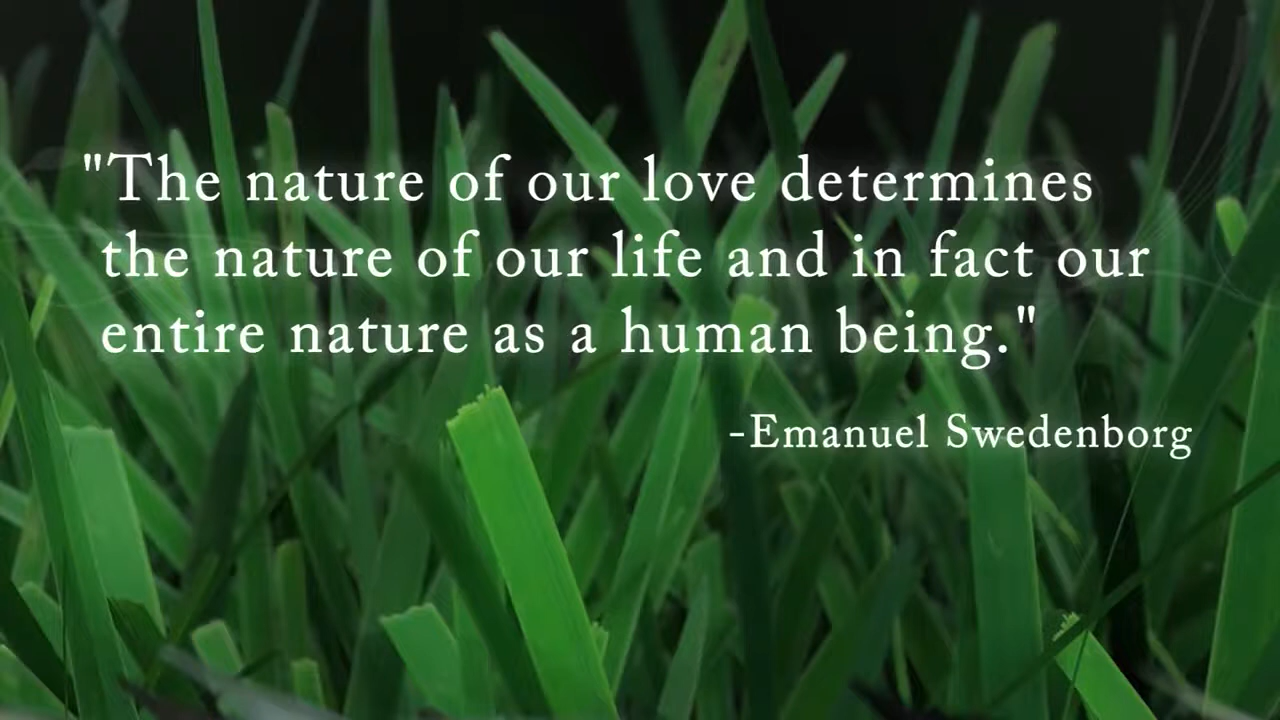 "The nature of our love determines
the nature of our life and in fact our
entire nature as a human being."
-Emanuel Swedenborg